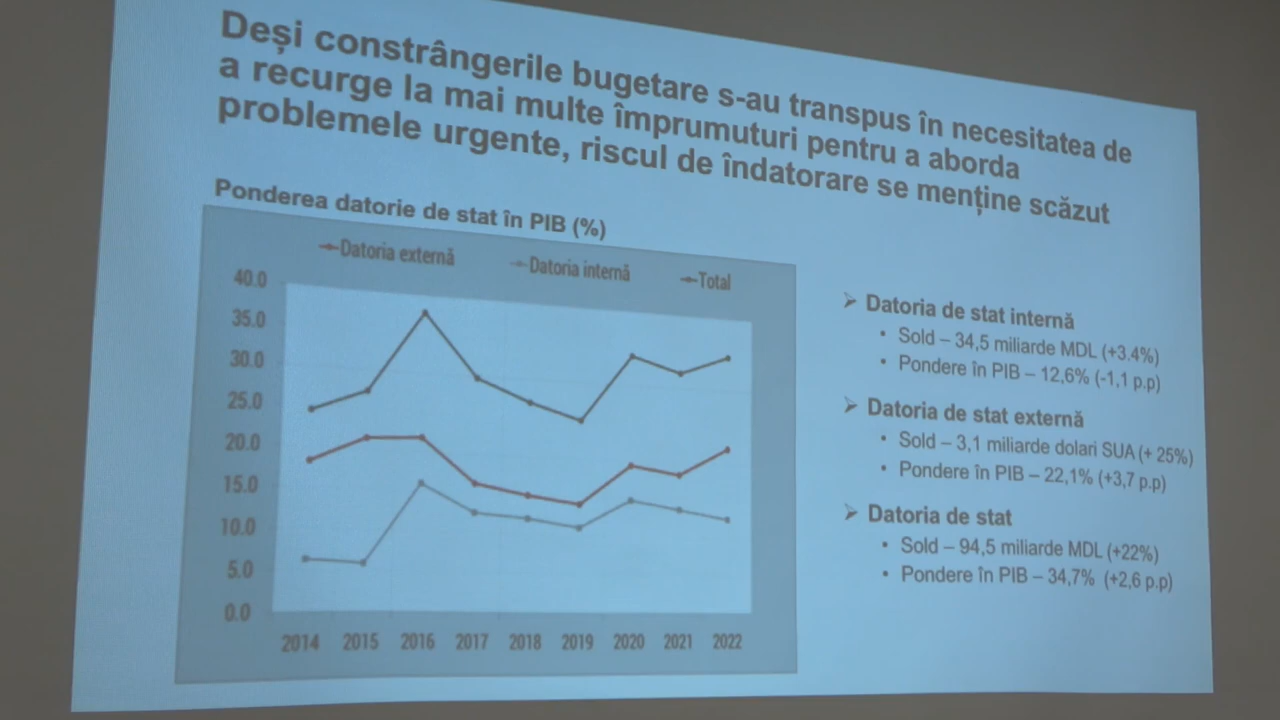 Deși constrângerile bugetare s-au transpus în necesitatea de
a recurge la mai multe împrumuturi pentru a aborda
problemele urgente, riscul de îndatorare se menține scăzut
Ponderea datorie de stat în PIB (%)
Datoria externă Datoria internă Total
40.0
35.0
30.0
25.0
20.0
15.0
10.0
5.0
0.0
2014 2015 2016 2017 2018 2019 2020 2021 2022
➢ Datoria de stat internă
• Sold – 34,5 miliarde MDL (+3.4%)
• Pondere în PIB – 12,6% (-1,1 p.p)
➢ Datoria de stat externă
• Sold – 3,1 miliarde dolari SUA (+ 25%)
• Pondere în PIB – 22,1% (+3,7 p.p)
➢ Datoria de stat
• Sold – 94,5 miliarde MDL (+22%)
• Pondere în PIB – 34,7% (+2,6 p.p)